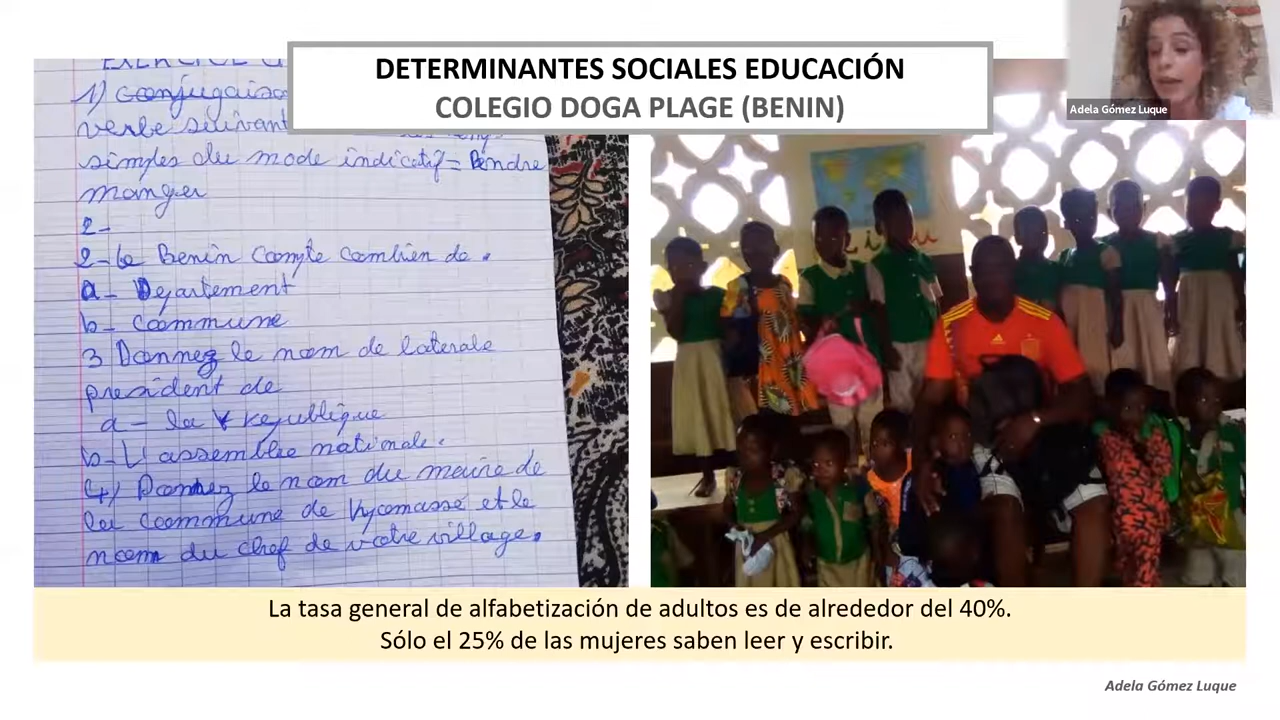 DETERMINANTES SOCIALES EDUCACIÓN
COLEGIO DOGA PLAGE (BENIN)
Adela Gómez Luque
1) conjugaiso
verbe suivant
simples du mode indicatif =
manger
2-
2- le Benin compte combien de.
a- Departement
b- commune
3 Donnez le nom de
president de
a - la republique
b- L'assemblée nationale.
4/ Donnez le nom du maire de
la commune de et le
nom du chef de votre village.
La tasa general de alfabetización de adultos es de alrededor del 40%.
Sólo el 25% de las mujeres saben leer y escribir.
Adela Gómez Luque